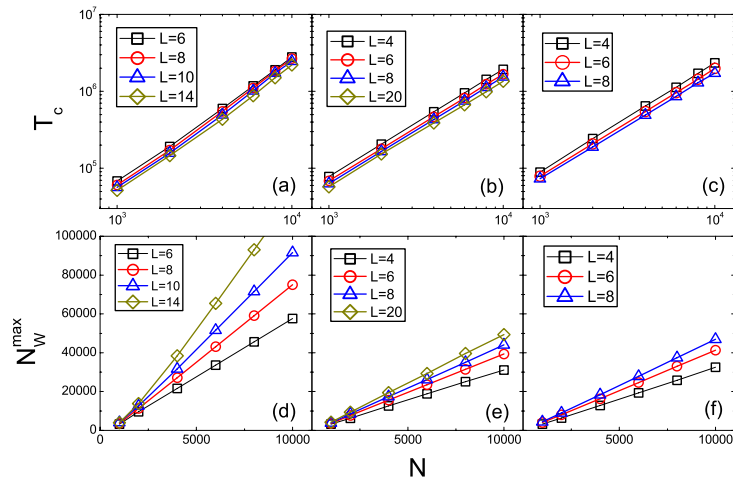 10^7
10^6
10^5
T_c
L=6
L=8
L=10
L=14
(a)
10^3
10^4
L=4
L=6
L=8
L=20
(b)
10^3
10^4
L=4
L=6
L=8
(c)
10^3
10^4
100000
80000
60000
40000
20000
0
N_W^max
L=6
L=8
L=10
L=14
(d)
0
5000
10000
L=4
L=6
L=8
L=20
(e)
5000
10000
L=4
L=6
L=8
(f)
5000
10000
N